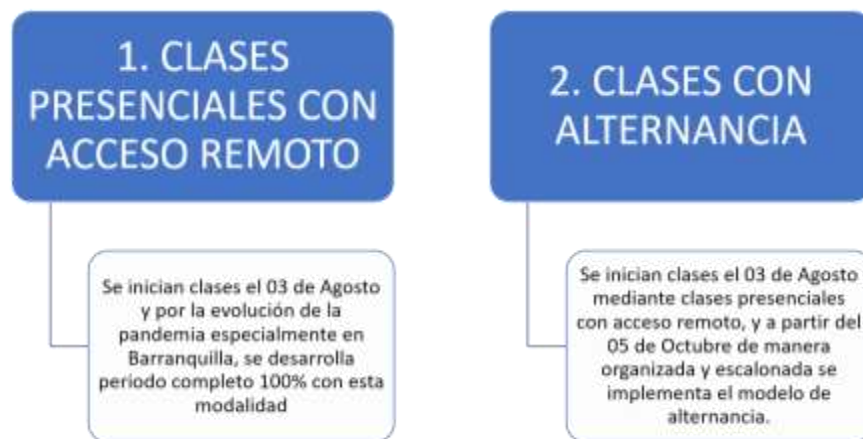 1. CLASES
PRESENCIALES CON
ACCESO REMOTO
Se inician clases el 03 de Agosto
y por la evolución de la
pandemia especialmente en
Barranquilla, se desarrolla
periodo completo 100% con esta
modalidad
2. CLASES CON
ALTERNANCIA
Se inician clases el 03 de Agosto
mediante clases presenciales
con acceso remoto, y a partir del
05 de Octubre de manera
organizada y escalonada se
implementa el modelo de
alternancia.